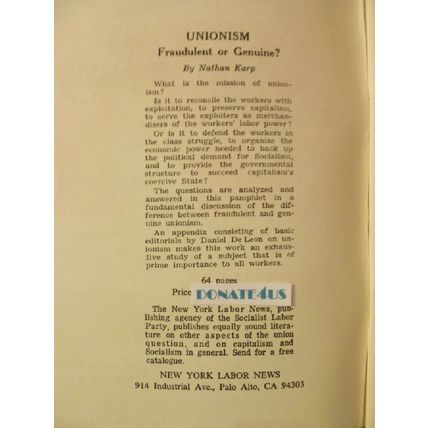 UNIONISM
Fraudulent or Genuine?
By Nathan Karp
What is the mission of union-
ism?
Is it to reconcile the workers with
exploitation, to preserve capitalism,
to serve the exploiters as merchan-
disers of the workers' labor power?
Or is it to defend the workers in
the class struggle, to organize the
economic power needed to back up
the political demand for Socialism,
and to provide the governmental
structure to succeed capitalism's
coercive State?
The questions are analyzed and
answered in this pamphlet in a
fundamental discussion of the dif-
ference between fraudulent and gen-
uine unionism.
An appendix consisting of basic
editorials by Daniel De Leon on un-
ionism makes this work an exhaus-
tive study of a subject that is of
prime importance to all workers.
64 pages
Price
DONATE4US
The New York Labor News, pub-
lishing agency of the Socialist Labor
Party, publishes equally sound litera-
ture on other aspects of the union
question, and on capitalism and
Socialism in general. Send for a free
catalogue.
NEW YORK LABOR NEWS
914 Industrial Ave., Palo Alto, CA 94303